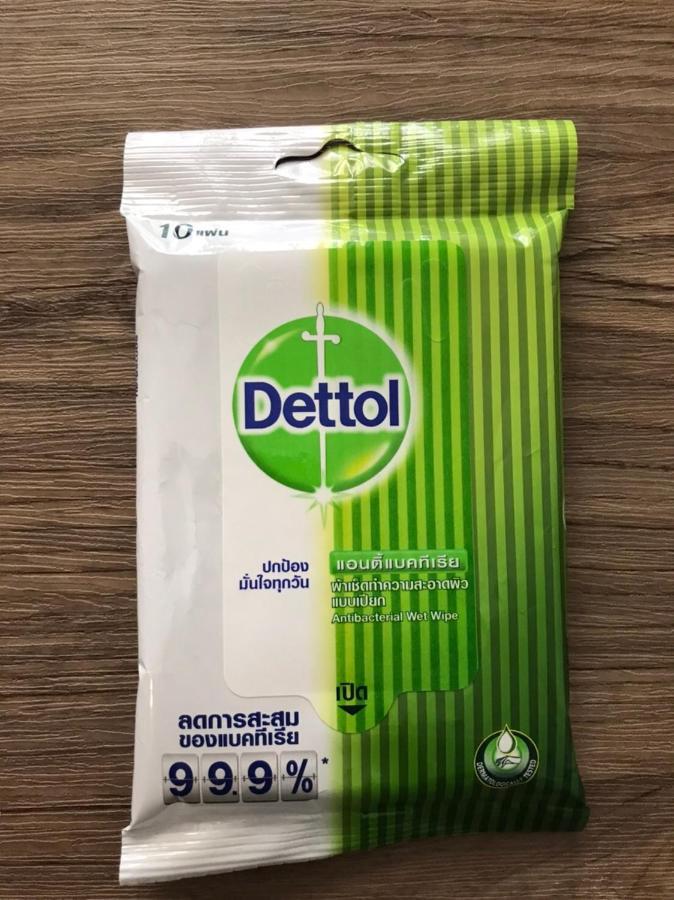 10 แผ่น
Dettol
ปกป้อง
มั่นใจทุกวัน
แอนตี้แบคทีเรีย
ผ้าเช็ดทำความสะอาดผิว
แบบเปียก
Antibacterial Wet Wipe
เปิด
ลดการสะสม
ของแบคทีเรีย
99.9%*
DERMATOLOGICALLY TESTED